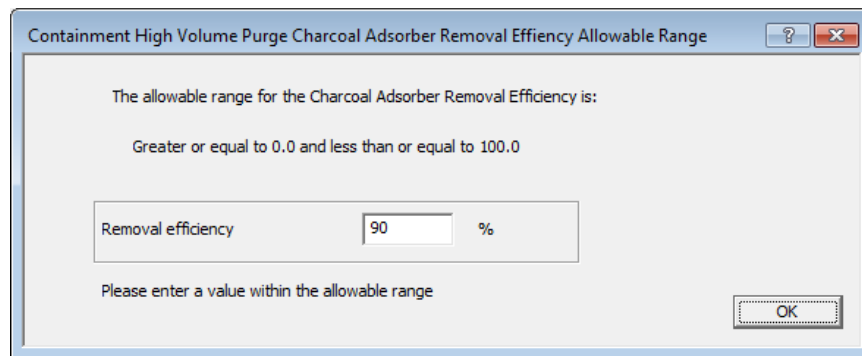 Containment High Volume Purge Charcoal Adsorber Removal Effiency Allowable Range
The allowable range for the Charcoal Adsorber Removal Efficiency is:
Greater or equal to 0.0 and less than or equal to 100.0
Removal efficiency 90 %
Please enter a value within the allowable range
OK